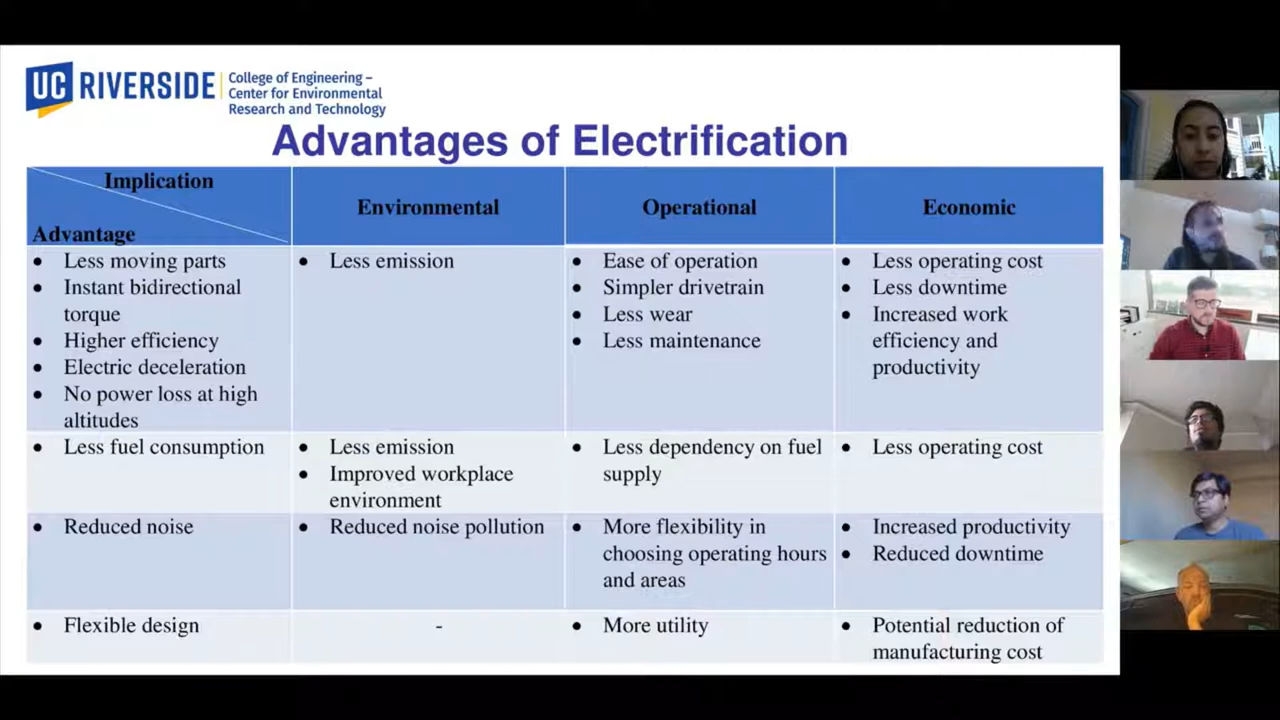 UC RIVERSIDE
College of Engineering –
Center for Environmental
Research and Technology
Advantages of Electrification
Implication
Advantage
Environmental
Operational
Economic
• Less moving parts
• Instant bidirectional
torque
• Higher efficiency
• Electric deceleration
• No power loss at high
altitudes
• Less emission
• Ease of operation
• Simpler drivetrain
• Less wear
• Less maintenance
• Less operating cost
• Less downtime
• Increased work
efficiency and
productivity
• Less fuel consumption
• Less emission
• Improved workplace
environment
• Less dependency on fuel
supply
• Less operating cost
• Reduced noise
• Reduced noise pollution
• More flexibility in
choosing operating hours
and areas
• Increased productivity
• Reduced downtime
• Flexible design
-
• More utility
• Potential reduction of
manufacturing cost